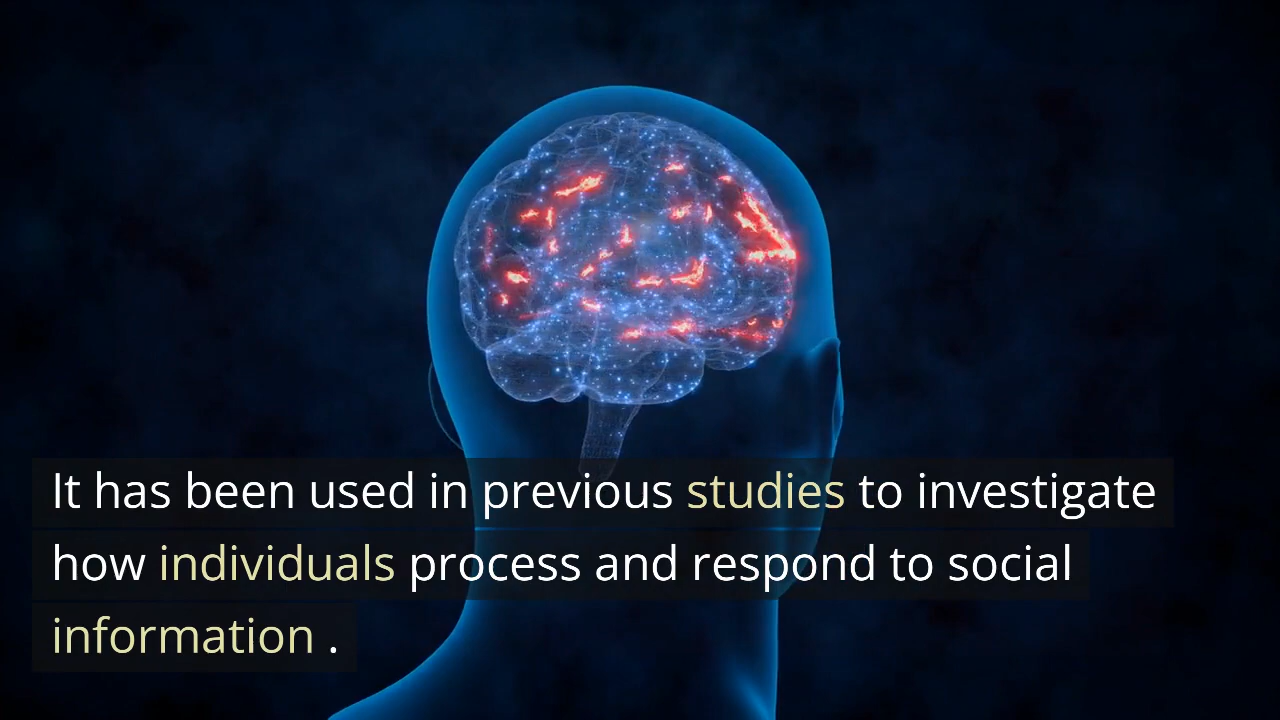 It has been used in previous studies to investigate
how individuals process and respond to social
information .